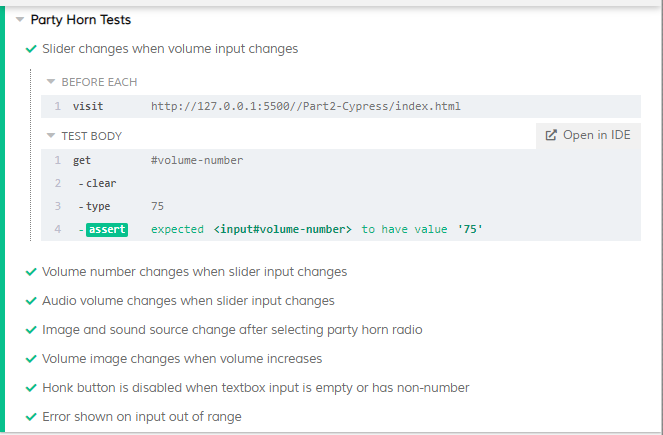 Party Horn Tests
Slider changes when volume input changes
BEFORE EACH
1 visit http://127.0.0.1:5500//Part2-Cypress/index.html
TEST BODY Open in IDE
1 get #volume-number
2 -clear
3 -type 75
4 -assert expected <input#volume-number> to have value '75'
Volume number changes when slider input changes
Audio volume changes when slider input changes
Image and sound source change after selecting party horn radio
Volume image changes when volume increases
Honk button is disabled when textbox input is empty or has non-number
Error shown on input out of range